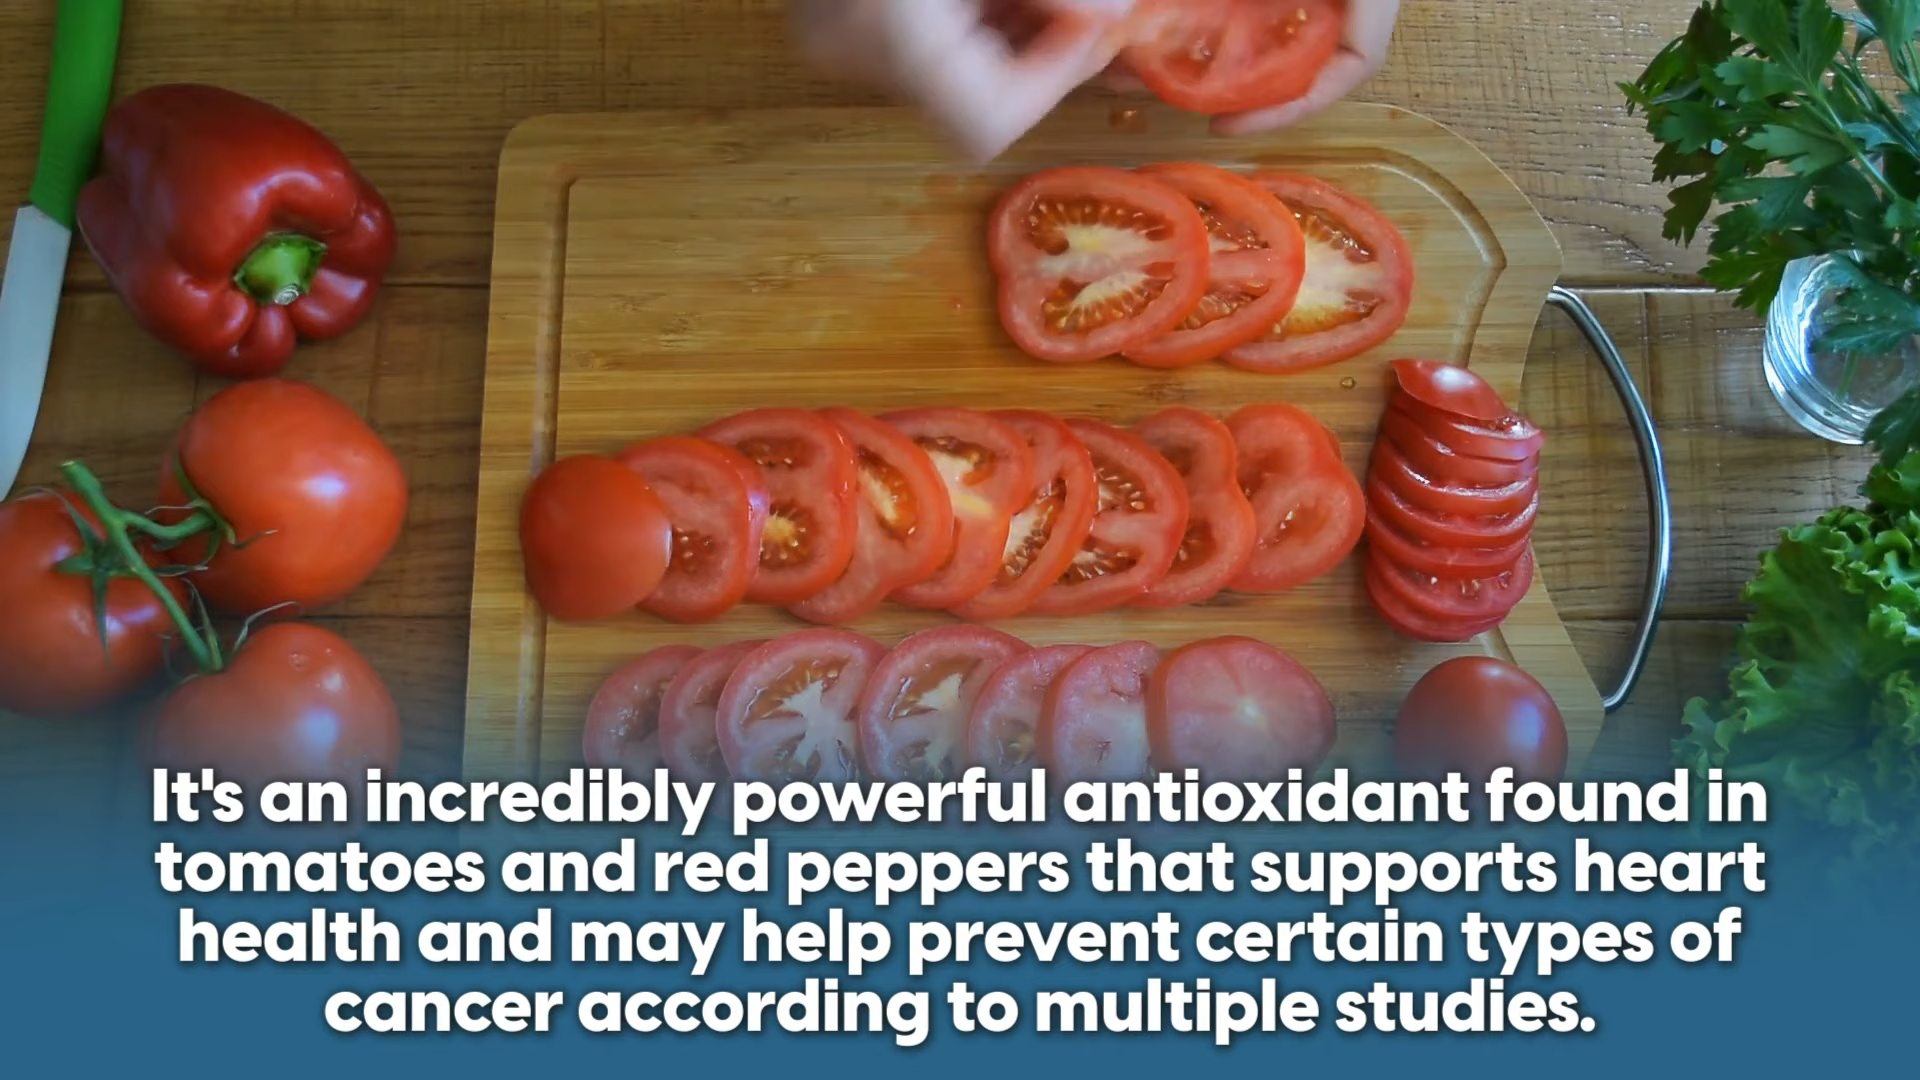 It's an incredibly powerful antioxidant found in
tomatoes and red peppers that supports heart
health and may help prevent certain types of
cancer according to multiple studies.